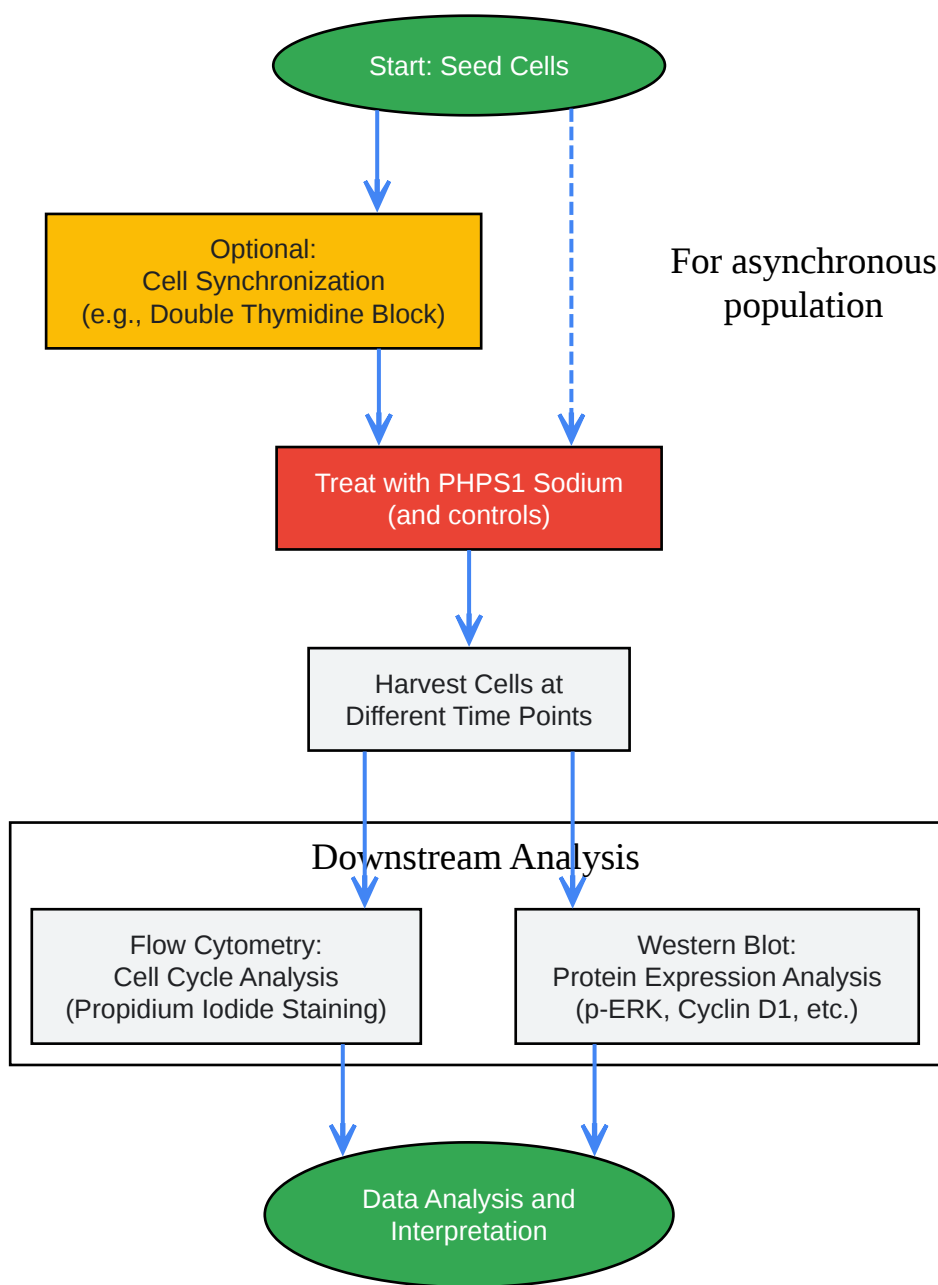 Start: Seed Cells
Optional:
Cell Synchronization
(e.g., Double Thymidine Block)
For asynchronous
population
Treat with PHPS1 Sodium
(and controls)
Harvest Cells at
Different Time Points
Downstream Analysis
Flow Cytometry:
Cell Cycle Analysis
(Propidium Iodide Staining)
Western Blot:
Protein Expression Analysis
(p-ERK, Cyclin D1, etc.)
Data Analysis and
Interpretation